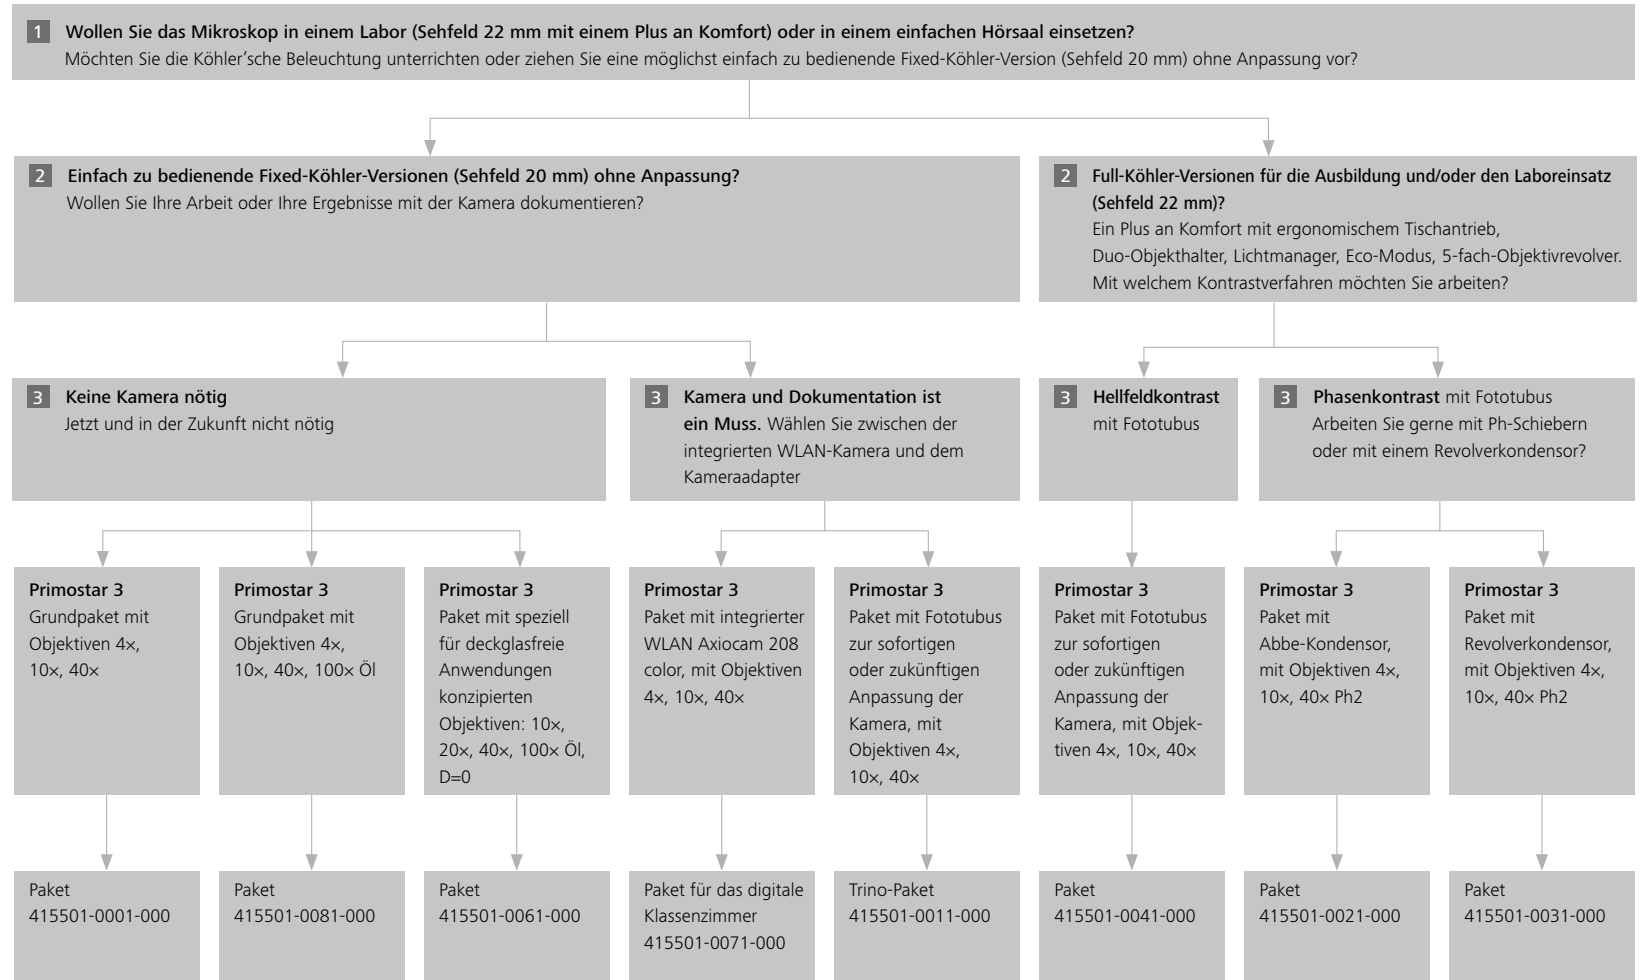 1 Wollen Sie das Mikroskop in einem Labor (Sehfeld 22 mm mit einem Plus an Komfort) oder in einem einfachen Hörsaal einsetzen?
Möchten Sie die Köhler’sche Beleuchtung unterrichten oder ziehen Sie eine möglichst einfach zu bedienende Fixed-Köhler-Version (Sehfeld 20 mm) ohne Anpassung vor?
2 Einfach zu bedienende Fixed-Köhler-Versionen (Sehfeld 20 mm) ohne Anpassung?
Wollen Sie Ihre Arbeit oder Ihre Ergebnisse mit der Kamera dokumentieren?
2 Full-Köhler-Versionen für die Ausbildung und/oder den Laboreinsatz
(Sehfeld 22 mm)?
Ein Plus an Komfort mit ergonomischem Tischantrieb,
Duo-Objekthalter, Lichtmanager, Eco-Modus, 5-fach-Objektivrevolver.
Mit welchem Kontrastverfahren möchten Sie arbeiten?
3 Keine Kamera nötig
Jetzt und in der Zukunft nicht nötig
3 Kamera und Dokumentation ist
ein Muss. Wählen Sie zwischen der
integrierten WLAN-Kamera und dem
Kameraadapter
3 Hellfeldkontrast
mit Fototubus
3 Phasenkontrast mit Fototubus
Arbeiten Sie gerne mit Ph-Schiebern
oder mit einem Revolverkondensor?
Primostar 3
Grundpaket mit
Objektiven 4×,
10×, 40×
Primostar 3
Grundpaket mit
Objektiven 4×,
10×, 40×, 100× Öl
Primostar 3
Paket mit speziell
für deckglasfreie
Anwendungen
konzipierten
Objektiven: 10×,
20×, 40×, 100× Öl,
D=0
Primostar 3
Paket mit integrierter
WLAN Axiocam 208
color, mit Objektiven
4×, 10×, 40×
Primostar 3
Paket mit Fototubus
zur sofortigen
oder zukünftigen
Anpassung der
Kamera, mit
Objektiven 4×,
10×, 40×
Primostar 3
Paket mit Fototubus
zur sofortigen
oder zukünftigen
Anpassung der
Kamera, mit Objek-
tiven 4×, 10×, 40×
Primostar 3
Paket mit
Abbe-Kondensor,
mit Objektiven 4×,
10×, 40× Ph2
Primostar 3
Paket mit
Revolverkondensor,
mit Objektiven 4×,
10×, 40× Ph2
Paket
415501-0001-000
Paket
415501-0081-000
Paket
415501-0061-000
Paket für das digitale
Klassenzimmer
415501-0071-000
Trino-Paket
415501-0011-000
Paket
415501-0041-000
Paket
415501-0021-000
Paket
415501-0031-000